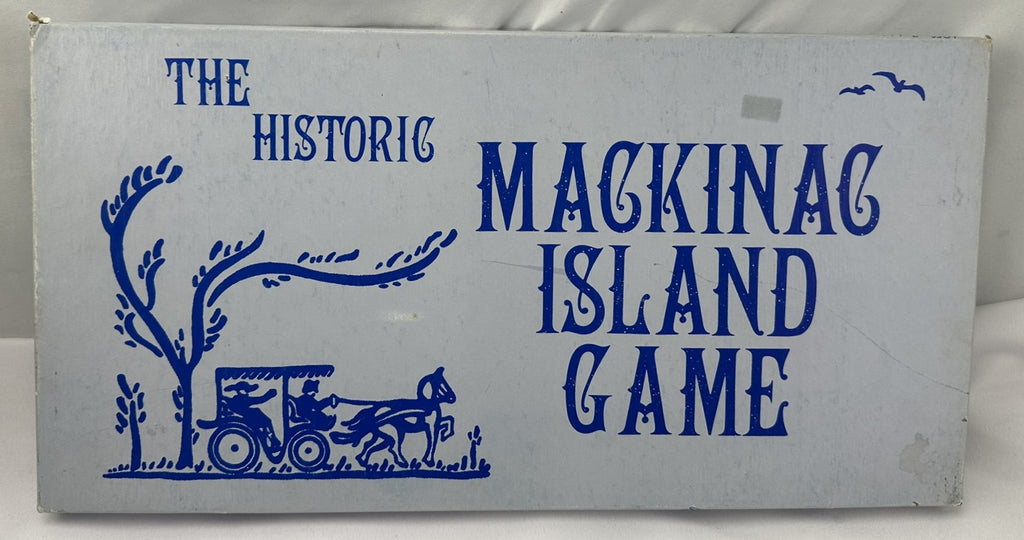 THE
HISTORIC
MACKINAC
ISLAND
GAME